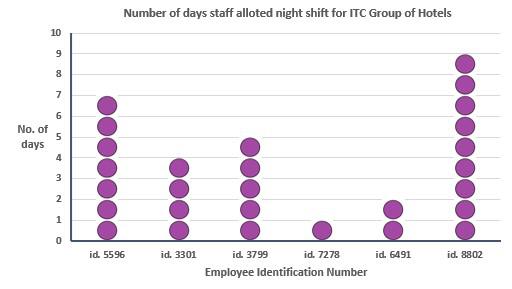 Number of days staff alloted night shift for ITC Group of Hotels
10
9
8
7
6
5
4
3
2
1
0
No. of
days
id. 5596 id. 3301 id. 3799 id. 7278 id. 6491 id. 8802
Employee Identification Number